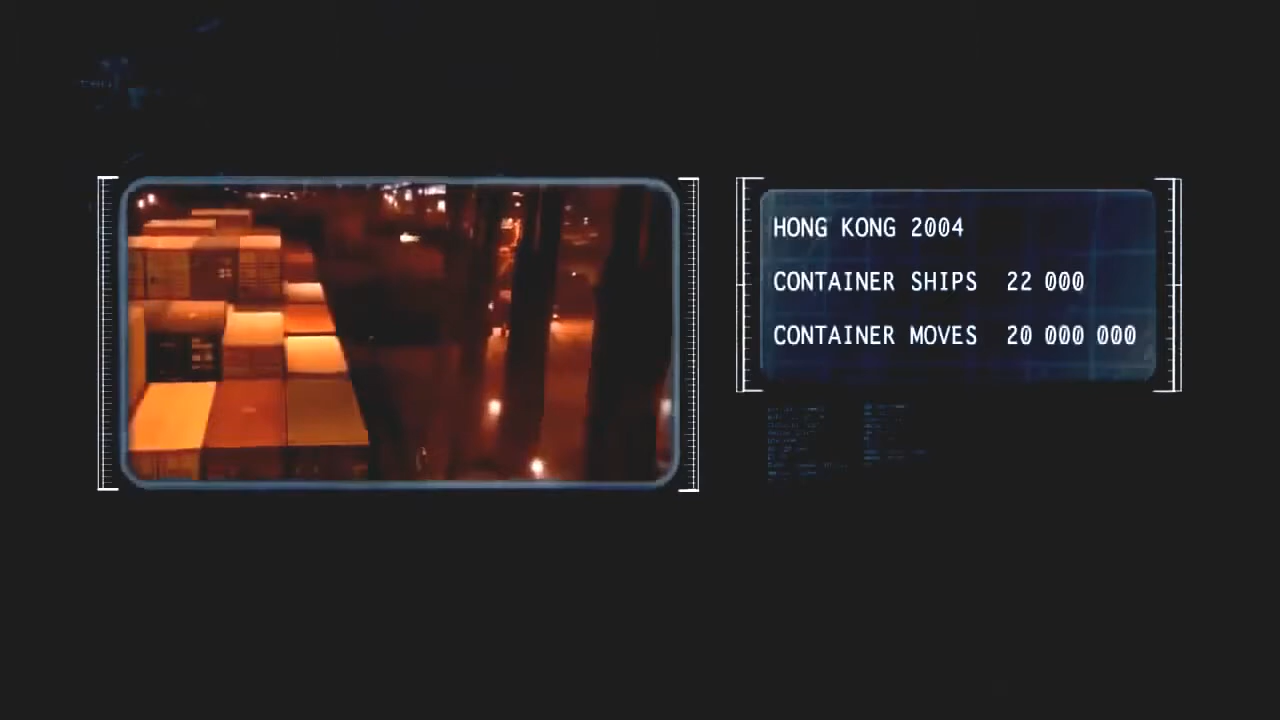 HONG KONG 2004
CONTAINER SHIPS 22 000
CONTAINER MOVES 20 000 000